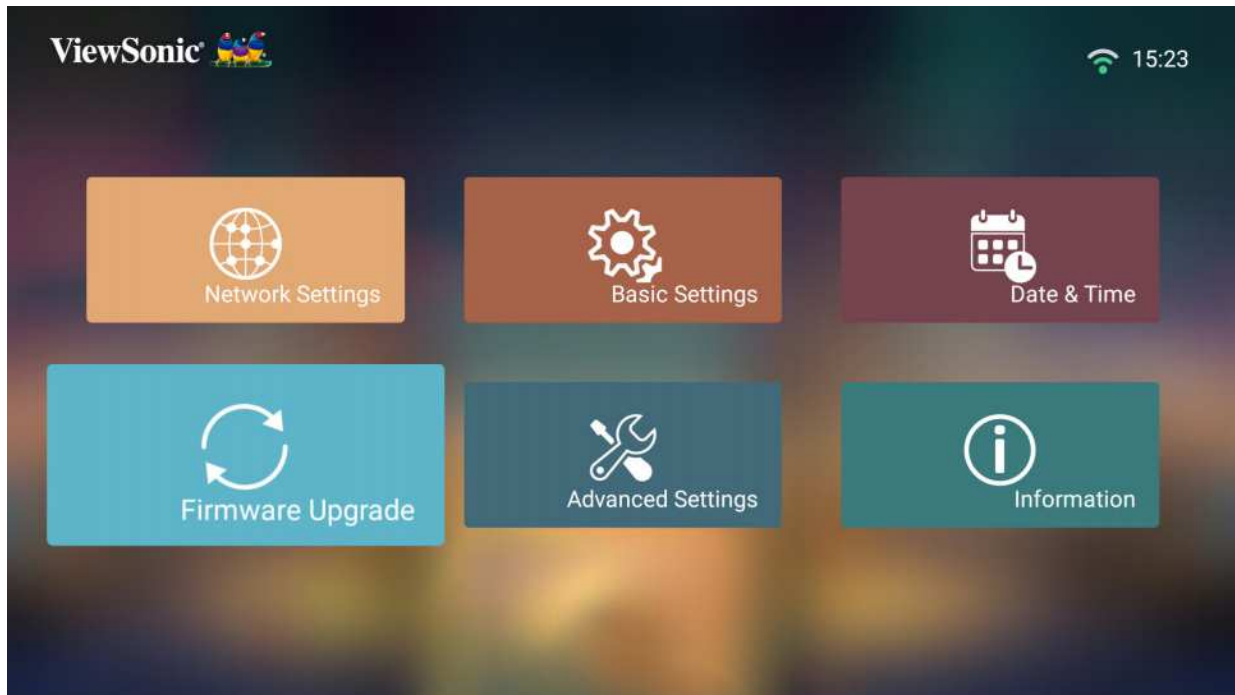 ViewSonic®
15:23
Network Settings
Basic Settings
Date & Time
Firmware Upgrade
Advanced Settings
Information